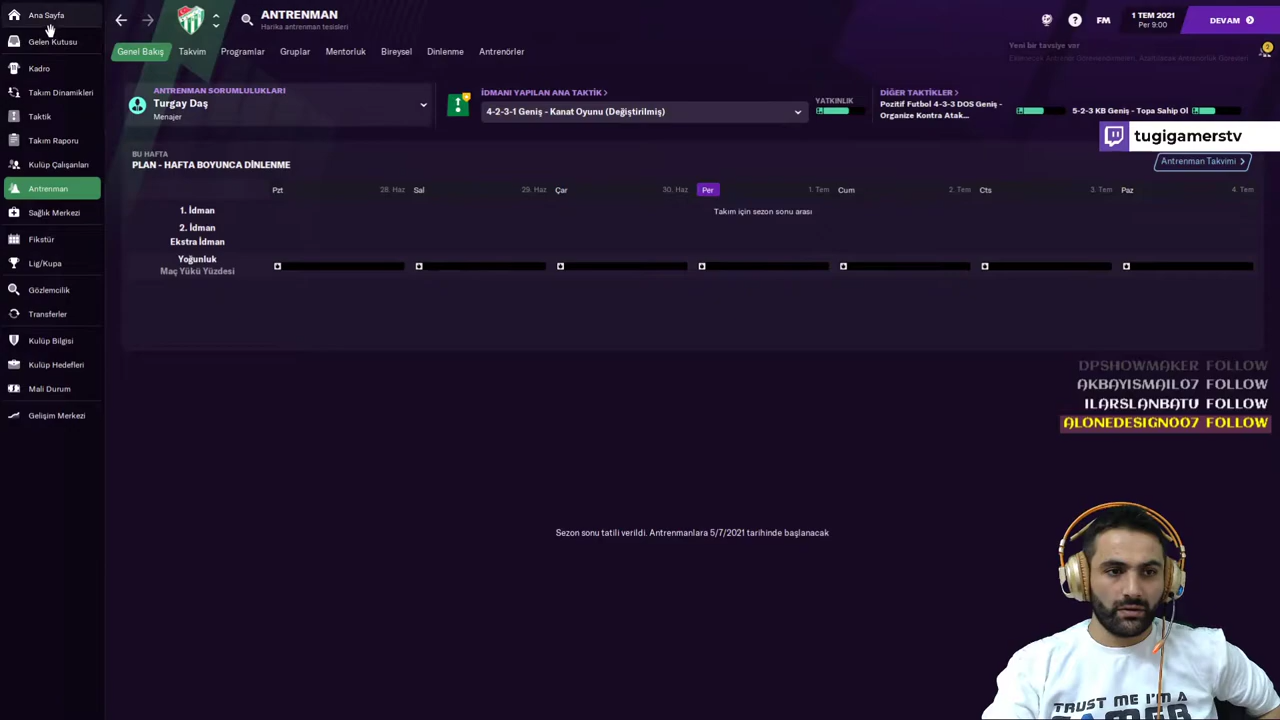 Ana Sayfa
Gelen Kutusu
Kadro
Takım Dinamikleri
Taktik
Takım Raporu
Kulüp Çalışanları
Antrenman
Sağlık Merkezi
Fikstür
Lig/Kupa
Gözlemcilik
Transferler
Kulüp Bilgisi
Kulüp Hedefleri
Mali Durum
Gelişim Merkezi
ANTRENMAN
Harika antrenman tesisleri
FM
1 TEM 2021
Per 9:00
DEVAM
Genel Bakış Takvim Programlar Gruplar Mentorluk Bireysel Dinlenme Antrenörler
Yeni bir tavsiye var
ANTRENMAN SORUMLULUKLARI
Turgay Daş
Menajer
İDMANI YAPILAN ANA TAKTİK
4-2-3-1 Geniş - Kanat Oyunu (Değiştirilmiş)
YATKINLIK
DİĞER TAKTİKLER
Pozitif Futbol 4-3-3 DOS Geniş -
Organize Kontra Atak...
5-2-3 KB Geniş - Topa Sahip Ol
tugigamerstv
BU HAFTA
PLAN - HAFTA BOYUNCA DİNLENME
Antrenman Takvimi
Pzt 28. Haz Sal 29. Haz Çar 30. Haz Per 1. Tem Cum 2. Tem Cts 3. Tem Paz 4. Tem
1. İdman
Takım için sezon sonu arası
2. İdman
Ekstra İdman
Yoğunluk
Maç Yükü Yüzdesi
DPSHOWMAKER FOLLOW
AKBAYISMAIL07 FOLLOW
ILARSLANBATU FOLLOW
ALONEDESIGN007 FOLLOW
Sezon sonu tatili verildi. Antrenmanlara 5/7/2021 tarihinde başlanacak
TRUST ME I'M A